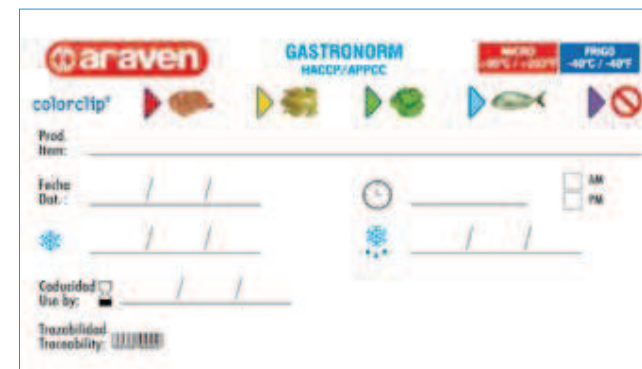 araven
GASTRONORM
HACCP/APPCC
MICRO
FRIGO
-40°C / -40°F
colorclip®
Prod.
Item:
Fecha
Dat. :
AM
PM
Caducidad
Use by:
Trazabilidad
Traceability: